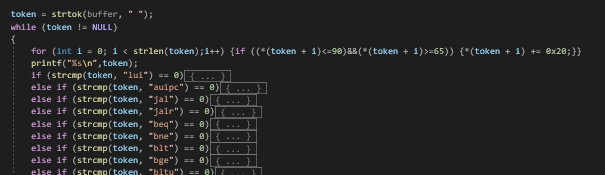 token = strtok(buffer, " ");
while (token != NULL)
{
for (int i = 0; i < strlen(token);i++) {if ((*(token + i)<=90)&&(*(token + i)>=65)) {*(token + i) += 0x20;}}
printf("%s\n",token);
if (strcmp(token, "lui") == 0){ ... }
else if (strcmp(token, "auipc") == 0){ ... }
else if (strcmp(token, "jal") == 0){ ... }
else if (strcmp(token, "jalr") == 0){ ... }
else if (strcmp(token, "beq") == 0){ ... }
else if (strcmp(token, "bne") == 0){ ... }
else if (strcmp(token, "blt") == 0){ ... }
else if (strcmp(token, "bge") == 0){ ... }
else if (strcmp(token, "bltu") == 0){ ... }